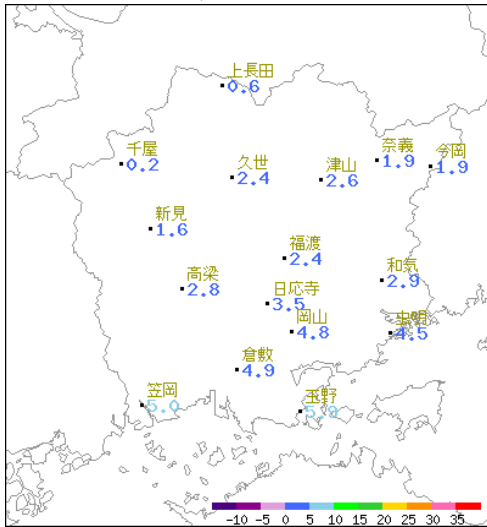 上長田
0.6
千屋
0.2
久世
2.4
津山
2.6
奈義
1.9
今岡
1.9
新見
1.6
福渡
2.4
高梁
2.8
日応寺
3.5
和気
2.9
岡山
4.8
虫明
4.5
倉敷
4.9
笠岡
5.0
玉野
5.9
-10 -5 0 5 10 15 20 25 30 35